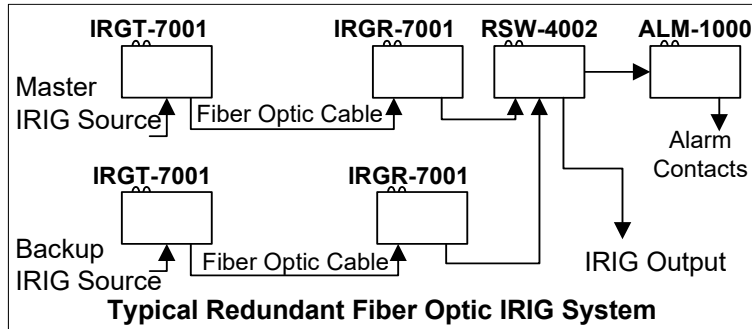 IRGT-7001
IRGR-7001
RSW-4002
ALM-1000
Master
IRIG Source
Fiber Optic Cable
Alarm
Contacts
IRGT-7001
IRGR-7001
Backup
IRIG Source
Fiber Optic Cable
IRIG Output
Typical Redundant Fiber Optic IRIG System